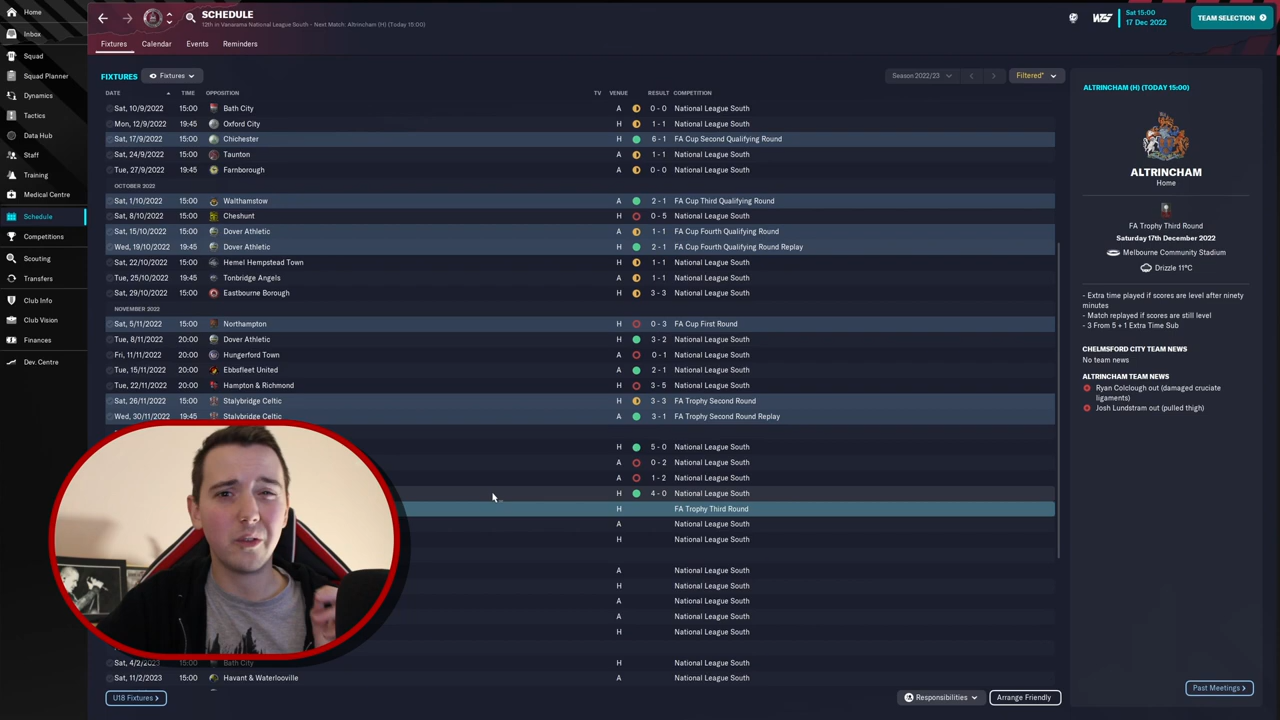 Home
SCHEDULE
12th in Vanarama National League South - Next Match: Altrincham (H) (Today 15:00)
Sat 15:00
17 Dec 2022
TEAM SELECTION
Inbox
Fixtures Calendar Events Reminders
Squad
Squad Planner
Dynamics
Tactics
Data Hub
Staff
Training
Medical Centre
Schedule
Competitions
Scouting
Transfers
Club Info
Club Vision
Finances
Dev. Centre
FIXTURES Fixtures Season 2022/23 Filtered*
DATE TIME OPPOSITION TV VENUE RESULT COMPETITION
Sat, 10/9/2022 15:00 Bath City A 0 - 0 National League South
Mon, 12/9/2022 19:45 Oxford City H 1 - 1 National League South
Sat, 17/9/2022 15:00 Chichester H 6 - 1 FA Cup Second Qualifying Round
Sat, 24/9/2022 15:00 Taunton A 1 - 1 National League South
Tue, 27/9/2022 19:45 Farnborough A 0 - 0 National League South
OCTOBER 2022
Sat, 1/10/2022 15:00 Walthamstow A 2 - 1 FA Cup Third Qualifying Round
Sat, 8/10/2022 15:00 Cheshunt H 0 - 5 National League South
Sat, 15/10/2022 15:00 Dover Athletic A 1 - 1 FA Cup Fourth Qualifying Round
Wed, 19/10/2022 19:45 Dover Athletic H 2 - 1 FA Cup Fourth Qualifying Round Replay
Sat, 22/10/2022 15:00 Hemel Hempstead Town H 1 - 1 National League South
Tue, 25/10/2022 19:45 Tonbridge Angels A 1 - 1 National League South
Sat, 29/10/2022 15:00 Eastbourne Borough H 3 - 3 National League South
NOVEMBER 2022
Sat, 5/11/2022 15:00 Northampton H 0 - 3 FA Cup First Round
Tue, 8/11/2022 20:00 Dover Athletic H 3 - 2 National League South
Fri, 11/11/2022 20:00 Hungerford Town A 0 - 1 National League South
Tue, 15/11/2022 20:00 Ebbsfleet United A 2 - 1 National League South
Tue, 22/11/2022 20:00 Hampton & Richmond H 3 - 5 National League South
Sat, 26/11/2022 15:00 Stalybridge Celtic H 3 - 3 FA Trophy Second Round
Wed, 30/11/2022 19:45 Stalybridge Celtic A 3 - 1 FA Trophy Second Round Replay
H 5 - 0 National League South
A 0 - 2 National League South
A 1 - 2 National League South
H 4 - 0 National League South
H FA Trophy Third Round
A National League South
H National League South
A National League South
H National League South
A National League South
A National League South
H National League South
Sat, 4/2/2023 15:00 Bath City H National League South
Sat, 11/2/2023 15:00 Havant & Waterlooville A National League South
U18 Fixtures
Responsibilities
Arrange Friendly
ALTRINCHAM (H) (TODAY 15:00)
ALTRINCHAM
Home
FA Trophy Third Round
Saturday 17th December 2022
Melbourne Community Stadium
Drizzle 11°C
- Extra time played if scores are level after ninety
minutes
- Match replayed if scores are still level
- 3 From 5 + 1 Extra Time Sub
CHELMSFORD CITY TEAM NEWS
No team news
ALTRINCHAM TEAM NEWS
Ryan Colclough out (damaged cruciate
ligaments)
Josh Lundstram out (pulled thigh)
Past Meetings